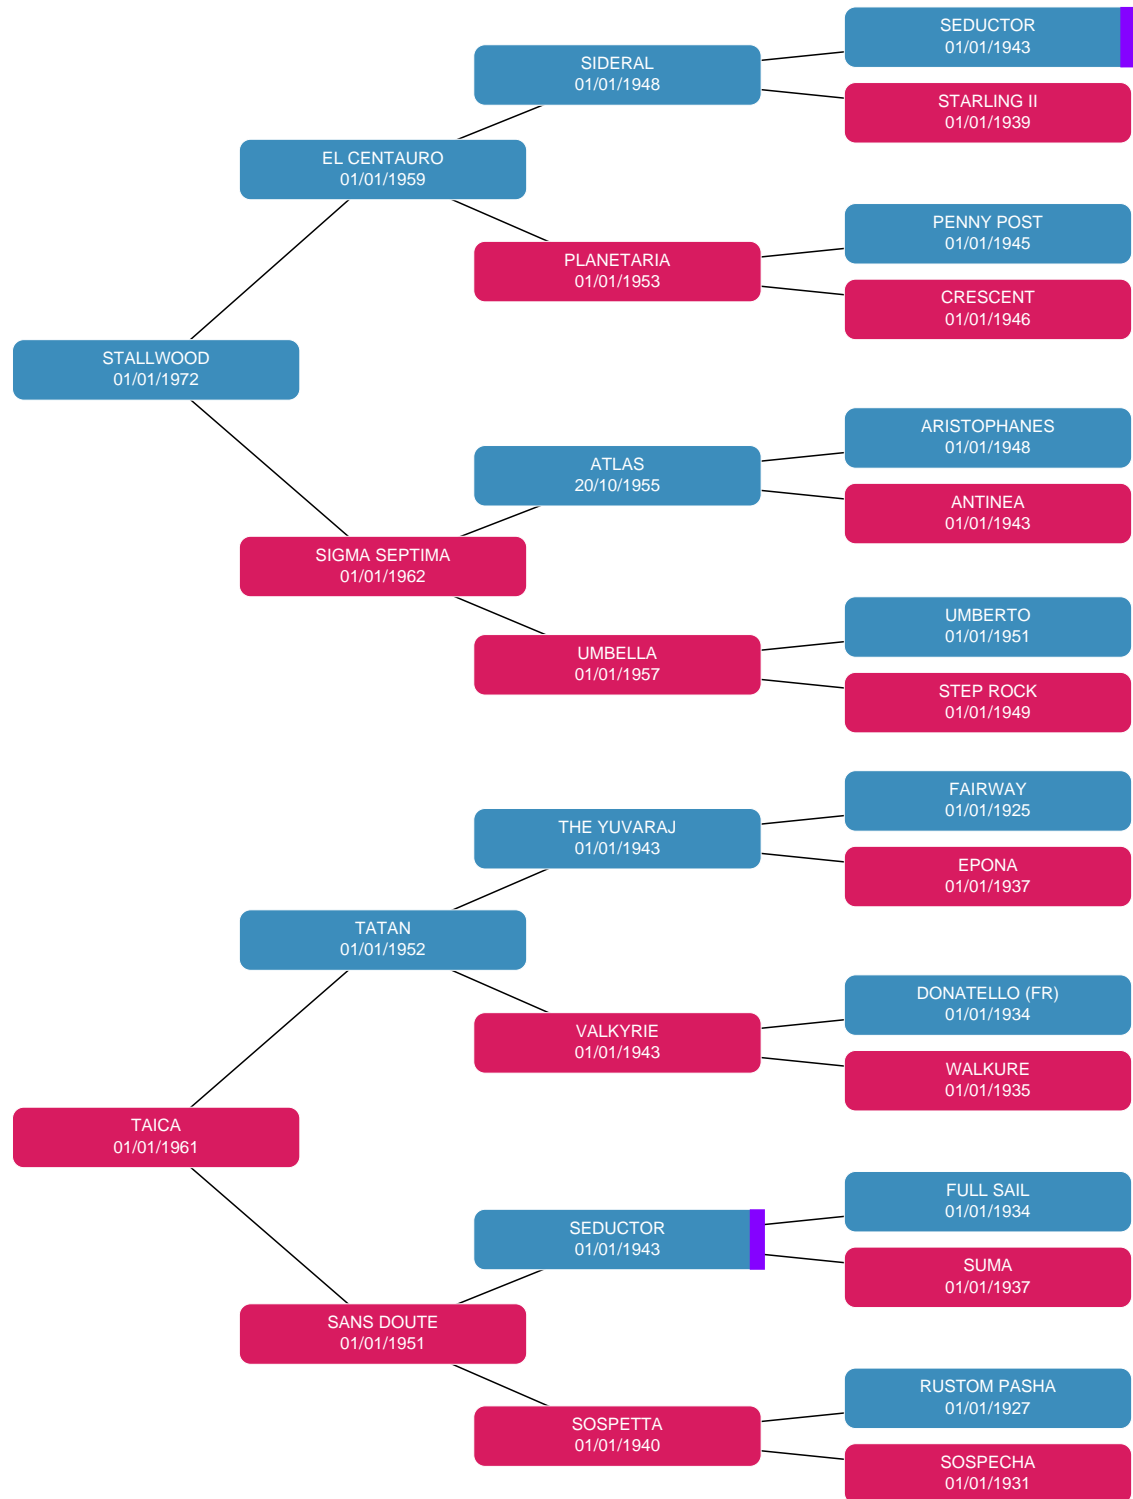 SEDUCTOR
01/01/1943
SIDERAL
01/01/1948
STARLING II
01/01/1939
EL CENTAURO
01/01/1959
PENNY POST
01/01/1945
PLANETARIA
01/01/1953
CRESCENT
01/01/1946
STALLWOOD
01/01/1972
ARISTOPHANES
01/01/1948
ATLAS
20/10/1955
ANTINEA
01/01/1943
SIGMA SEPTIMA
01/01/1962
UMBERTO
01/01/1951
UMBELLA
01/01/1957
STEP ROCK
01/01/1949
FAIRWAY
01/01/1925
THE YUVARAJ
01/01/1943
EPONA
01/01/1937
TATAN
01/01/1952
DONATELLO (FR)
01/01/1934
VALKYRIE
01/01/1943
WALKURE
01/01/1935
TAICA
01/01/1961
FULL SAIL
01/01/1934
SEDUCTOR
01/01/1943
SUMA
01/01/1937
SANS DOUTE
01/01/1951
RUSTOM PASHA
01/01/1927
SOSPETTA
01/01/1940
SOSPECHA
01/01/1931